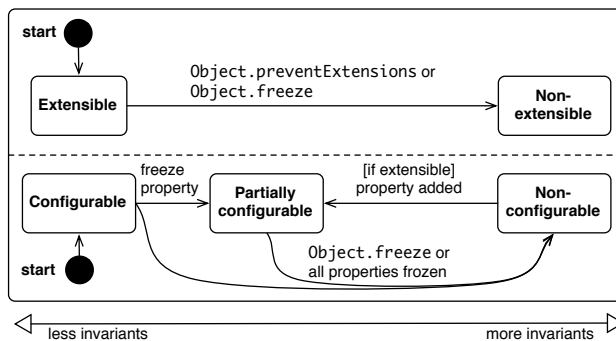 start
Extensible
Object.preventExtensions or
Object.freeze
Non-
extensible
Configurable
freeze
property
Partially
configurable
[if extensible]
property added
Non-
configurable
start
Object.freeze or
all properties frozen
less invariants
more invariants